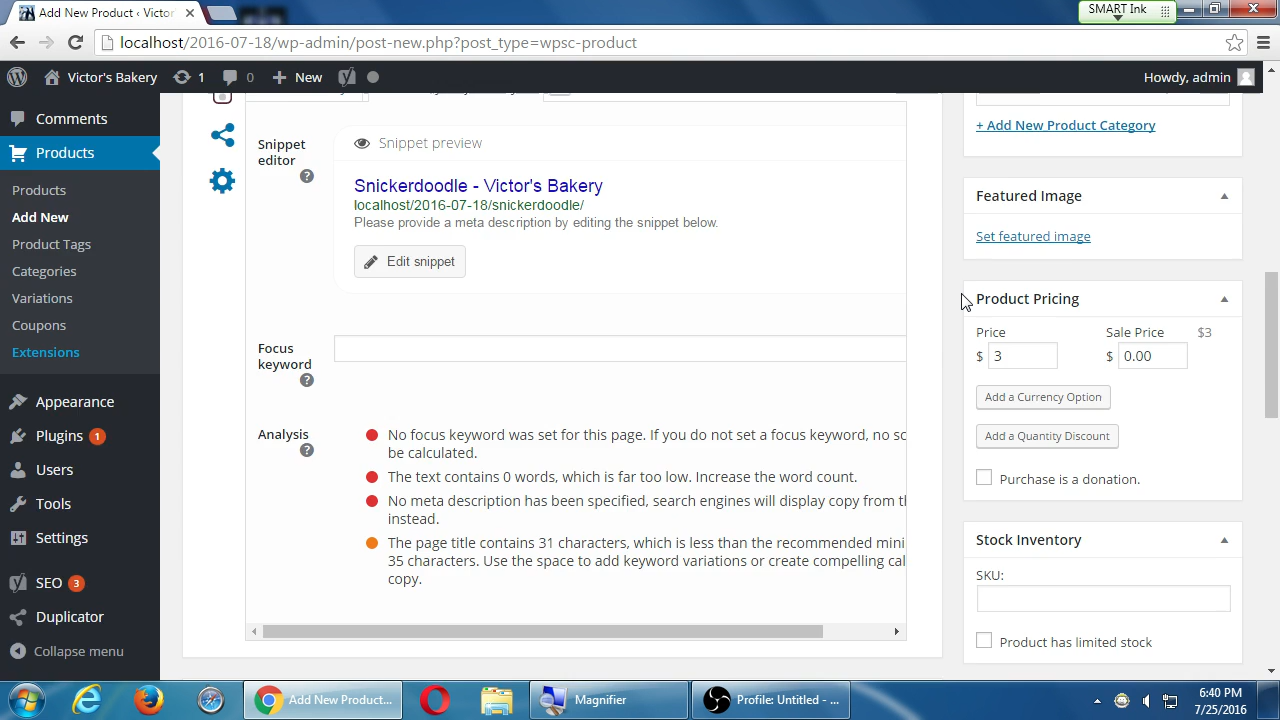 Add New Product ‹ Victor
SMART Ink
localhost/2016-07-18/wp-admin/post-new.php?post_type=wpsc-product
Victor's Bakery
1
0
New
Howdy, admin
Comments
Products
Products
Add New
Product Tags
Categories
Variations
Coupons
Extensions
Appearance
Plugins 1
Users
Tools
Settings
SEO 3
Duplicator
Collapse menu
Snippet
editor
Snippet preview
Snickerdoodle - Victor's Bakery
localhost/2016-07-18/snickerdoodle/
Please provide a meta description by editing the snippet below.
Edit snippet
Focus
keyword
Analysis
No focus keyword was set for this page. If you do not set a focus keyword, no sc
be calculated.
The text contains 0 words, which is far too low. Increase the word count.
No meta description has been specified, search engines will display copy from th
instead.
The page title contains 31 characters, which is less than the recommended mini
35 characters. Use the space to add keyword variations or create compelling cal
copy.
+ Add New Product Category
Featured Image
Set featured image
Product Pricing
Price
Sale Price
$3
$ 3
$ 0.00
Add a Currency Option
Add a Quantity Discount
Purchase is a donation.
Stock Inventory
SKU:
Product has limited stock
Add New Product...
Magnifier
Profile: Untitled - ...
6:40 PM
7/25/2016